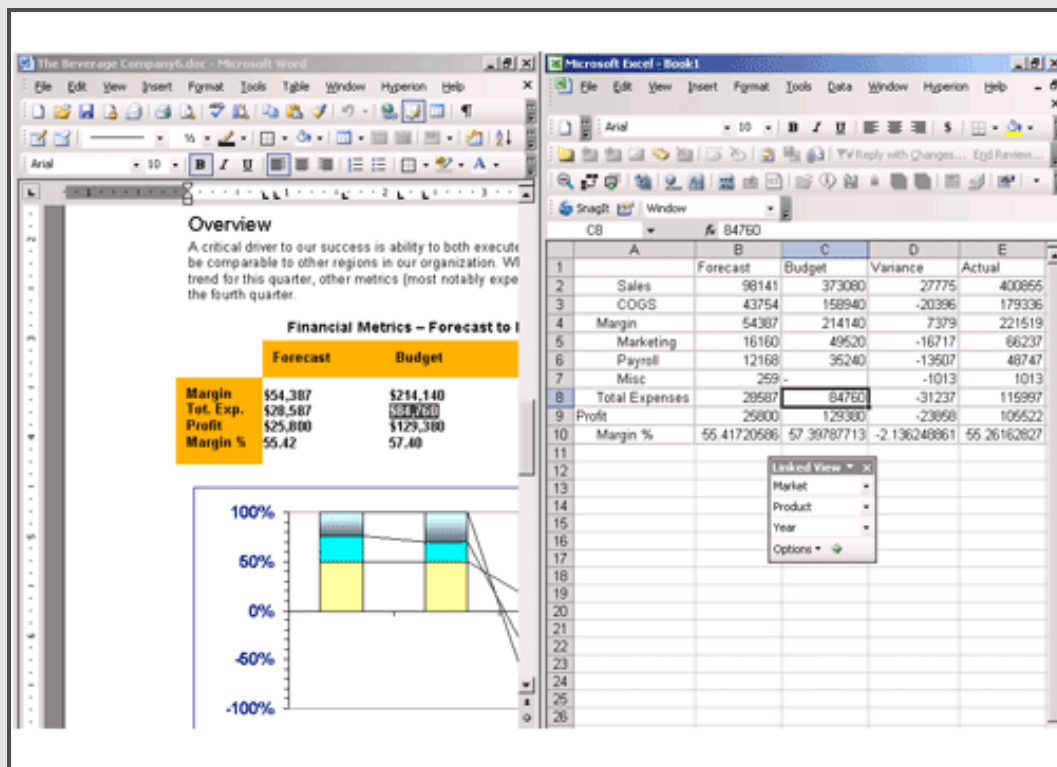 The Beverage Company6.doc - Microsoft Word
File Edit View Insert Format Tools Table Window Hyperion Help
½
Arial 10 B I U A
1 1 2 3
Overview
A critical driver to our success is ability to both execute
be comparable to other regions in our organization. Wi
trend for this quarter, other metrics (most notably expe
the fourth quarter.
Financial Metrics – Forecast to
Forecast Budget
Margin $54,387 $214,140
Tot. Exp. $28,587 $84,760
Profit $25,800 $129,380
Margin % 55.42 57.40
100%
50%
0%
-50%
-100%
Microsoft Excel - Book1
File Edit View Insert Format Tools Data Window Hyperion Help
Arial 10 B I U $
Reply with Changes... End Review...
SnagIt Window
C8 fx 84760
A B C D E
1 Forecast Budget Variance Actual
2 Sales 98141 373080 27775 400855
3 COGS 43754 158940 -20396 179336
4 Margin 54387 214140 7379 221519
5 Marketing 16160 49520 -16717 66237
6 Payroll 12168 35240 -13507 48747
7 Misc 259 - -1013 1013
8 Total Expenses 28587 84760 -31237 115997
9 Profit 25800 129380 -23858 105522
10 Margin % 55.41720586 57.39787713 -2.136248861 55.26162827
11
12
13
14
15
16
17
18
19
20
21
22
23
24
25
26
Linked View
Market
Product
Year
Options